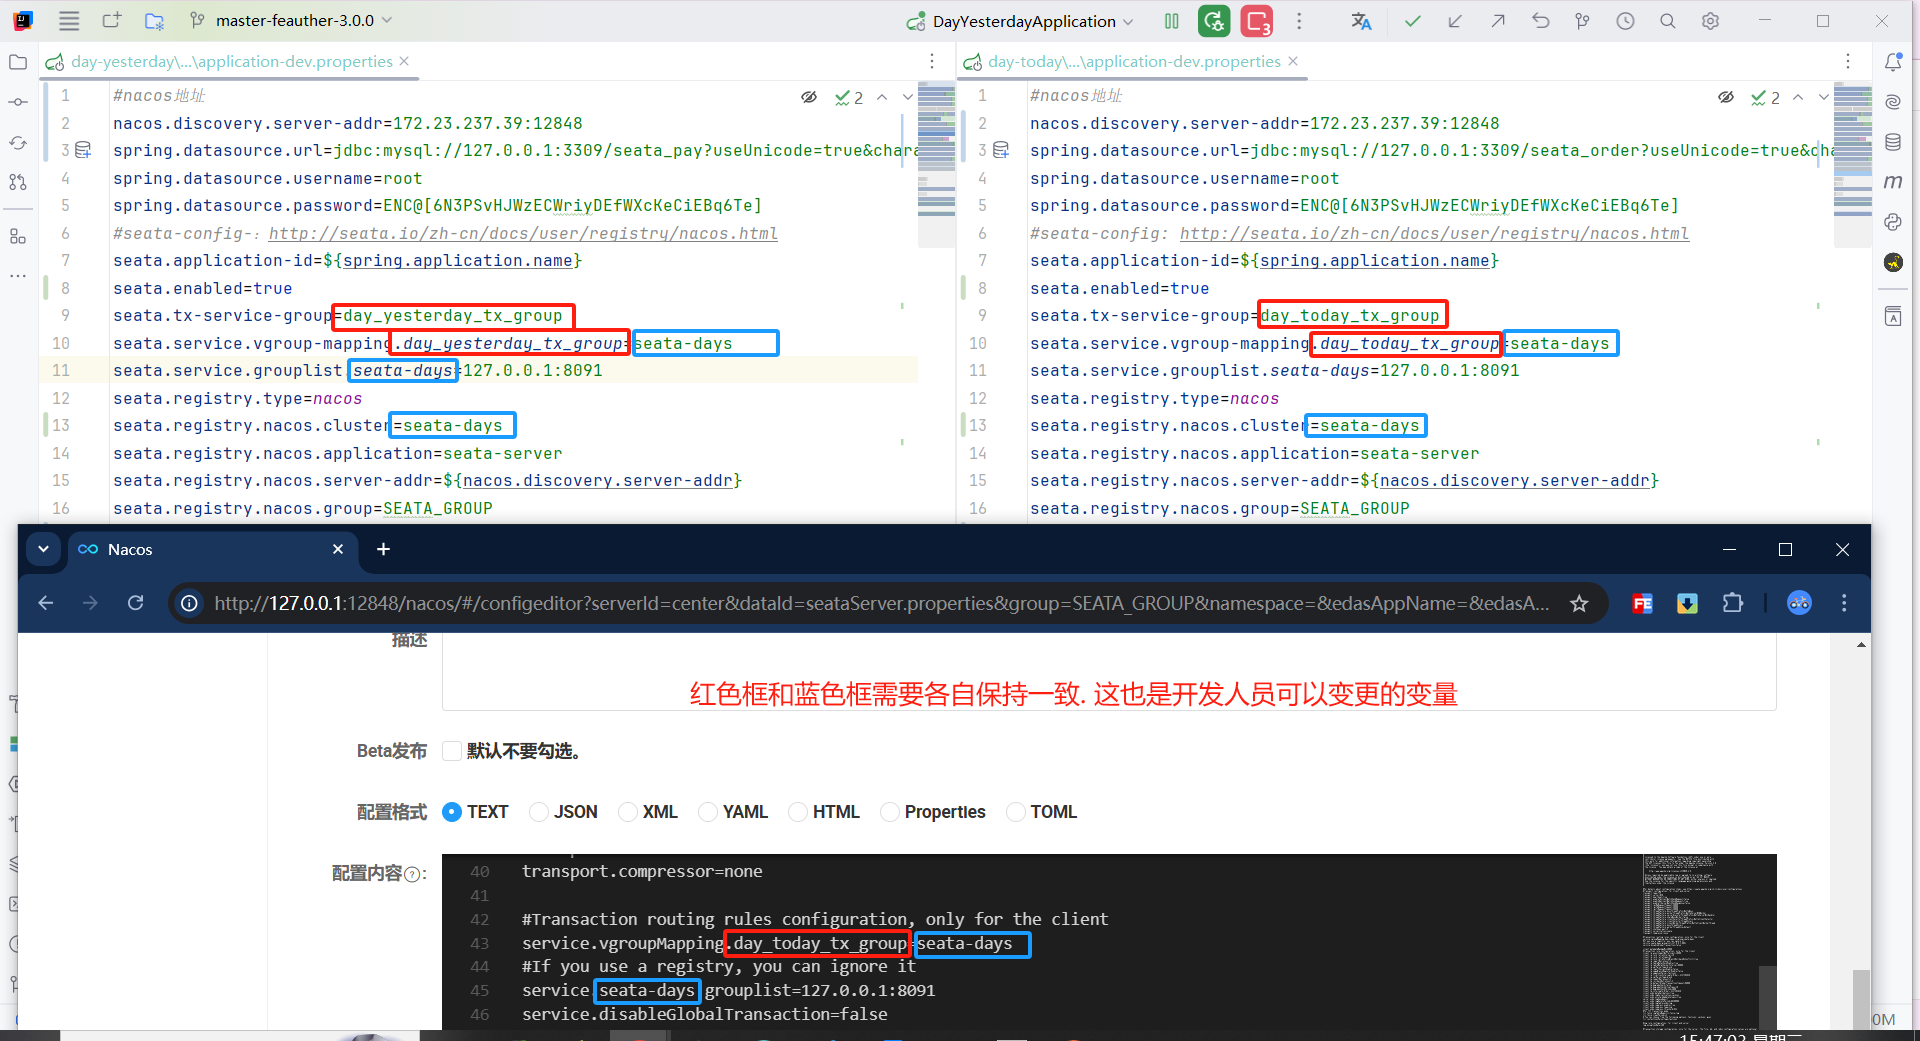 master-feauther-3.0.0
DayYesterdayApplication
3
day-yesterday\...\application-dev.properties
day-today\...\application-dev.properties
1 #nacos地址
2 nacos.discovery.server-addr=172.23.237.39:12848
3 spring.datasource.url=jdbc:mysql://127.0.0.1:3309/seata_pay?useUnicode=true&chara
4 spring.datasource.username=root
5 spring.datasource.password=ENC@[6N3PSvHJWzECWriyDEfWXcKeCiEBq6Te]
6 #seata-config-: http://seata.io/zh-cn/docs/user/registry/nacos.html
7 seata.application-id=${spring.application.name}
8 seata.enabled=true
9 seata.tx-service-group=day_yesterday_tx_group
10 seata.service.vgroup-mapping.day_yesterday_tx_group=seata-days
11 seata.service.grouplist.seata-days=127.0.0.1:8091
12 seata.registry.type=nacos
13 seata.registry.nacos.cluster=seata-days
14 seata.registry.nacos.application=seata-server
15 seata.registry.nacos.server-addr=${nacos.discovery.server-addr}
16 seata.registry.nacos.group=SEATA_GROUP
2
1 #nacos地址
2 nacos.discovery.server-addr=172.23.237.39:12848
3 spring.datasource.url=jdbc:mysql://127.0.0.1:3309/seata_order?useUnicode=true&cha
4 spring.datasource.username=root
5 spring.datasource.password=ENC@[6N3PSvHJWzECWriyDEfWXcKeCiEBq6Te]
6 #seata-config: http://seata.io/zh-cn/docs/user/registry/nacos.html
7 seata.application-id=${spring.application.name}
8 seata.enabled=true
9 seata.tx-service-group=day_today_tx_group
10 seata.service.vgroup-mapping.day_today_tx_group=seata-days
11 seata.service.grouplist.seata-days=127.0.0.1:8091
12 seata.registry.type=nacos
13 seata.registry.nacos.cluster=seata-days
14 seata.registry.nacos.application=seata-server
15 seata.registry.nacos.server-addr=${nacos.discovery.server-addr}
16 seata.registry.nacos.group=SEATA_GROUP
2
Nacos
http://127.0.0.1:12848/nacos/#/configeditor?serverId=center&dataId=seataServer.properties&group=SEATA_GROUP&namespace=&edasAppName=&edasA...
描述
红色框和蓝色框需要各自保持一致. 这也是开发人员可以变更的变量
Beta发布 默认不要勾选。
配置格式 TEXT JSON XML YAML HTML Properties TOML
配置内容?:
40 transport.compressor=none
41
42 #Transaction routing rules configuration, only for the client
43 service.vgroupMapping.day_today_tx_group=seata-days
44 #If you use a registry, you can ignore it
45 service.seata-days.grouplist=127.0.0.1:8091
46 service.disableGlobalTransaction=false
0M